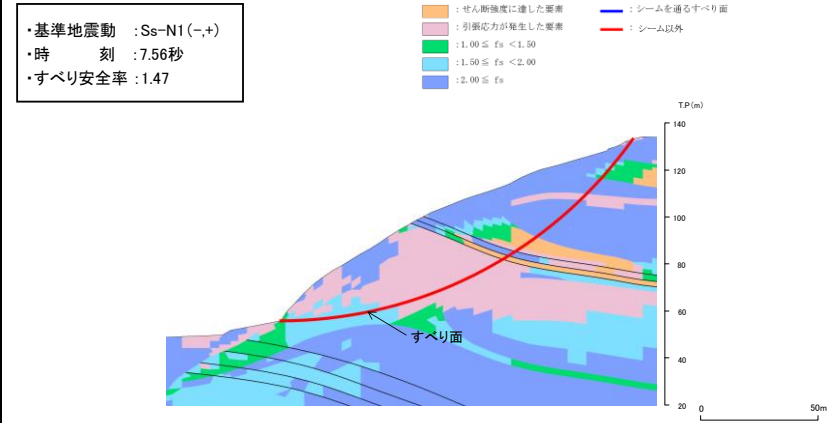 ・基準地震動 :Ss-N1(-,+)
・時　　刻 :7.56秒
・すべり安全率 :1.47
:せん断強度に達した要素
:引張応力が発生した要素
:1.00≦ fs <1.50
:1.50≦ fs <2.00
:2.00≦ fs
:シームを通るすべり面
:シーム以外
T.P(m)
140
120
100
80
60
40
20
すべり面
0 50m